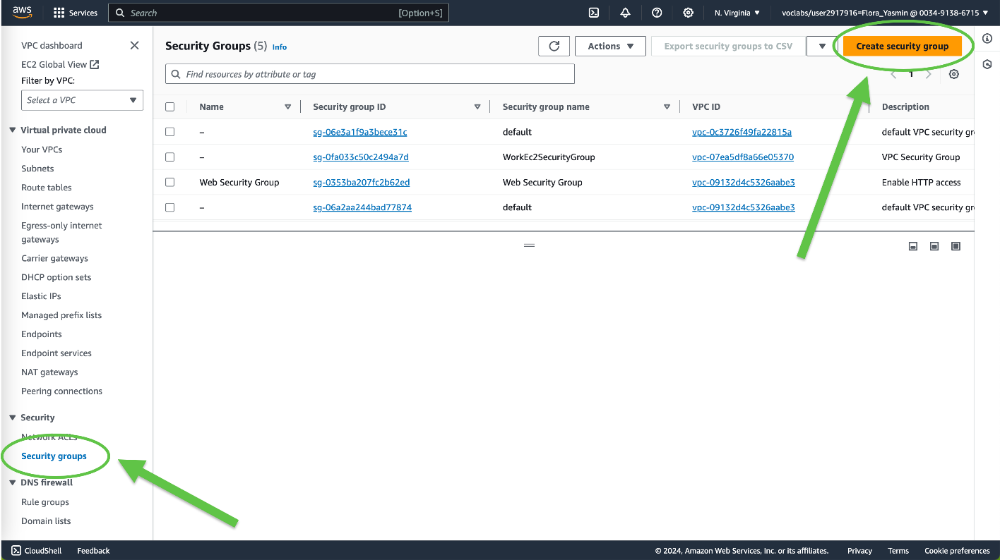 aws
Services
Search
[Option+S]
N. Virginia
voclabs/user2917916=Flora_Yasmin @ 0034-9138-6715
VPC dashboard
EC2 Global View
Filter by VPC:
Select a VPC
Virtual private cloud
Your VPCs
Subnets
Route tables
Internet gateways
Egress-only internet
gateways
Carrier gateways
DHCP option sets
Elastic IPs
Managed prefix lists
Endpoints
Endpoint services
NAT gateways
Peering connections
Security
Network ACLs
Security groups
DNS firewall
Rule groups
Domain lists
Security Groups (5) Info
Actions
Export security groups to CSV
Create security group
Find resources by attribute or tag
1
Name Security group ID Security group name VPC ID Description
– sg-06e3a1f9a3bece31c default vpc-0c3726f49fa22815a default VPC security gr
– sg-0fa033c50c2494a7d WorkEc2SecurityGroup vpc-07ea5df8a66e05370 VPC Security Group
Web Security Group sg-0353ba207fc2b62ed Web Security Group vpc-09132d4c5326aabe3 Enable HTTP access
– sg-06a2aa244bad77874 default vpc-09132d4c5326aabe3 default VPC security gr
CloudShell Feedback
© 2024, Amazon Web Services, Inc. or its affiliates. Privacy Terms Cookie preferences